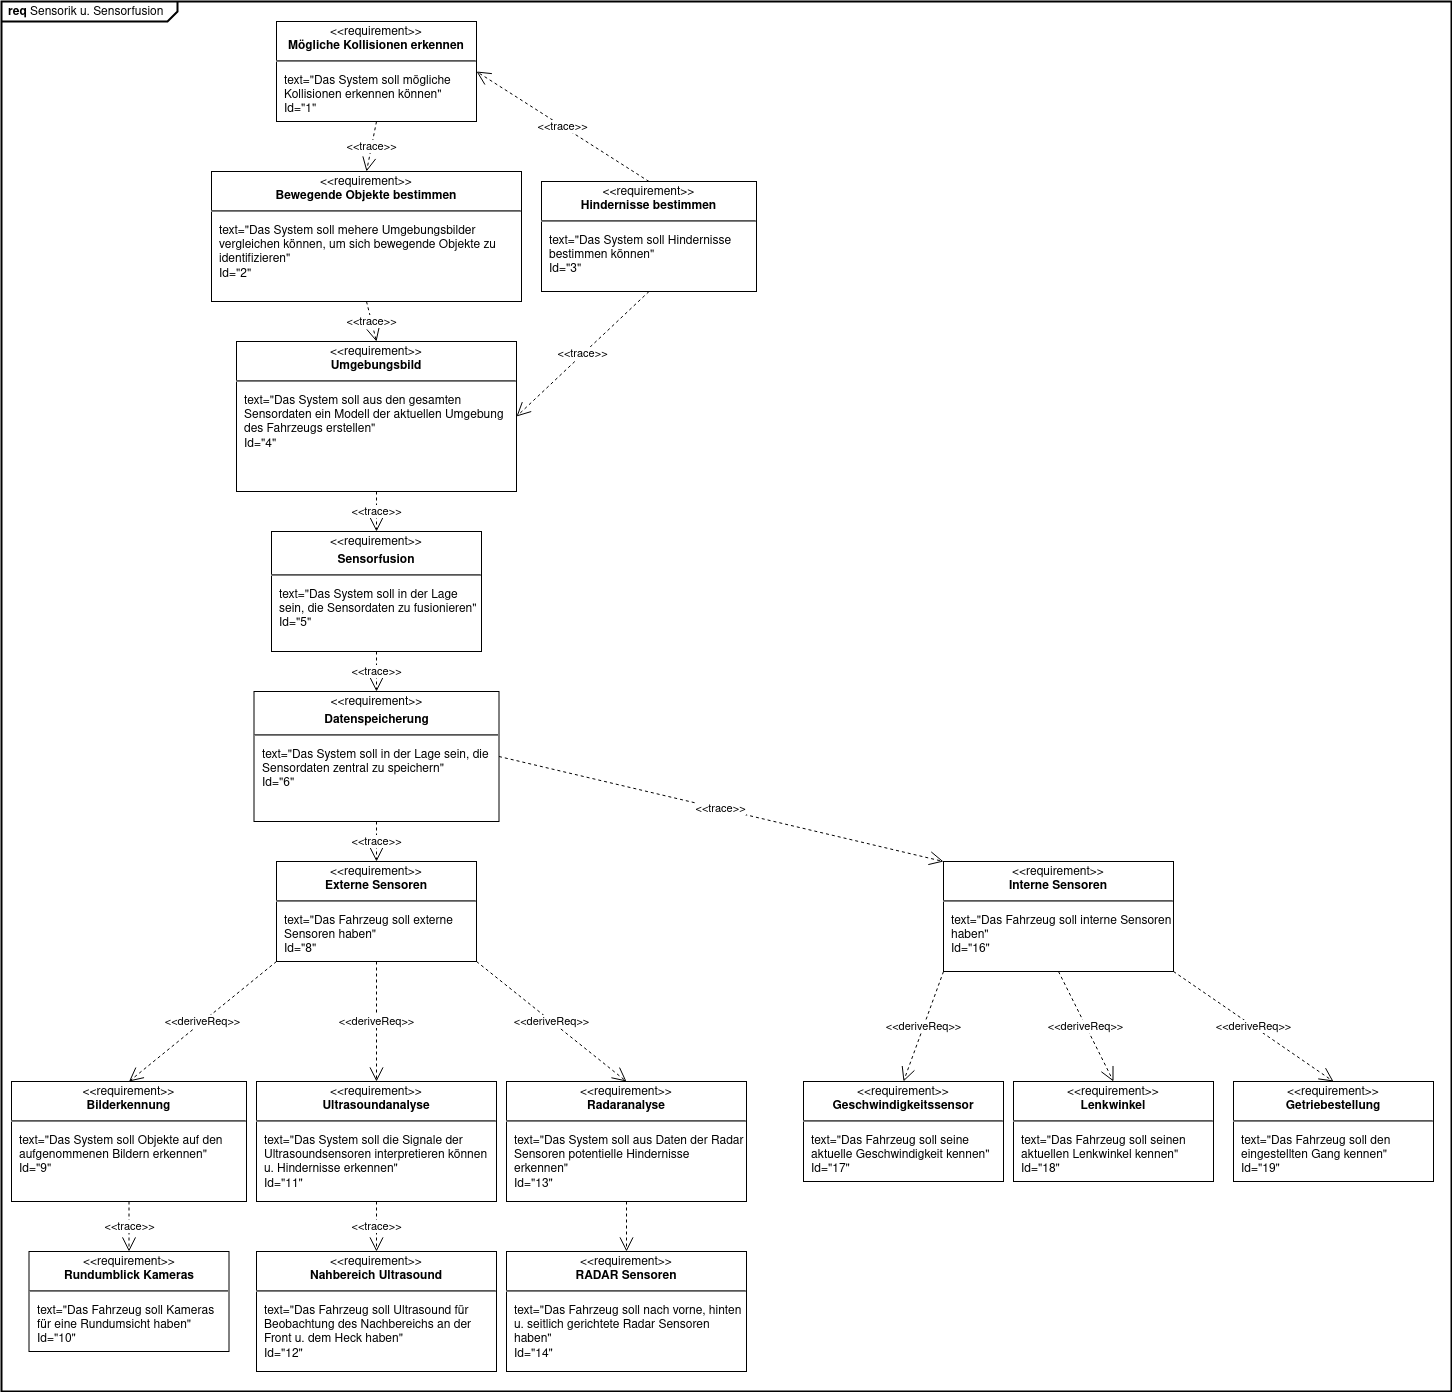 req Sensorik u. Sensorfusion
<<requirement>>
Mögliche Kollisionen erkennen
text="Das System soll mögliche
Kollisionen erkennen können"
Id="1"
<<trace>>
<<trace>>
<<requirement>>
Bewegende Objekte bestimmen
text="Das System soll mehere Umgebungsbilder
vergleichen können, um sich bewegende Objekte zu
identifizieren"
Id="2"
<<requirement>>
Hindernisse bestimmen
text="Das System soll Hindernisse
bestimmen können"
Id="3"
<<trace>>
<<trace>>
<<requirement>>
Umgebungsbild
text="Das System soll aus den gesamten
Sensordaten ein Modell der aktuellen Umgebung
des Fahrzeugs erstellen"
Id="4"
<<trace>>
<<requirement>>
Sensorfusion
text="Das System soll in der Lage
sein, die Sensordaten zu fusionieren"
Id="5"
<<trace>>
<<requirement>>
Datenspeicherung
text="Das System soll in der Lage sein, die
Sensordaten zentral zu speichern"
Id="6"
<<trace>>
<<trace>>
<<requirement>>
Externe Sensoren
text="Das Fahrzeug soll externe
Sensoren haben"
Id="8"
<<requirement>>
Interne Sensoren
text="Das Fahrzeug soll interne Sensoren
haben"
Id="16"
<<deriveReq>>
<<deriveReq>>
<<deriveReq>>
<<deriveReq>>
<<deriveReq>>
<<deriveReq>>
<<requirement>>
Bilderkennung
text="Das System soll Objekte auf den
aufgenommenen Bildern erkennen"
Id="9"
<<requirement>>
Ultrasoundanalyse
text="Das System soll die Signale der
Ultrasoundsensoren interpretieren können
u. Hindernisse erkennen"
Id="11"
<<requirement>>
Radaranalyse
text="Das System soll aus Daten der Radar
Sensoren potentielle Hindernisse
erkennen"
Id="13"
<<requirement>>
Geschwindigkeitssensor
text="Das Fahrzeug soll seine
aktuelle Geschwindigkeit kennen"
Id="17"
<<requirement>>
Lenkwinkel
text="Das Fahrzeug soll seinen
aktuellen Lenkwinkel kennen"
Id="18"
<<requirement>>
Getriebestellung
text="Das Fahrzeug soll den
eingestellten Gang kennen"
Id="19"
<<trace>>
<<trace>>
<<requirement>>
Rundumblick Kameras
text="Das Fahrzeug soll Kameras
für eine Rundumsicht haben"
Id="10"
<<requirement>>
Nahbereich Ultrasound
text="Das Fahrzeug soll Ultrasound für
Beobachtung des Nahbereichs an der
Front u. dem Heck haben"
Id="12"
<<requirement>>
RADAR Sensoren
text="Das Fahrzeug soll nach vorne, hinten
u. seitlich gerichtete Radar Sensoren
haben"
Id="14"